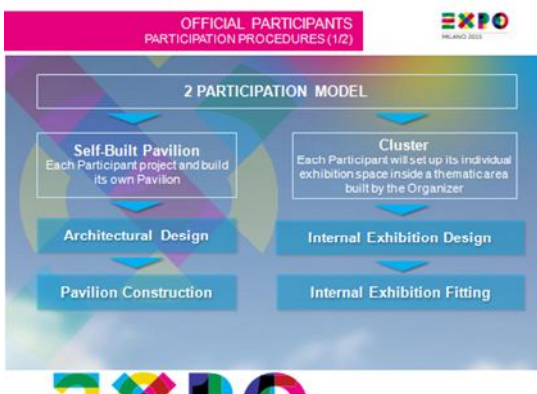 OFFICIAL PARTICIPANTS
PARTICIPATION PROCEDURES (1/2)
EXPO
MILANO 2015
2 PARTICIPATION MODEL
Self-Built Pavilion
Each Participant project and build
its own Pavilion
Cluster
Each Participant will set up its individual
exhibition space inside a thematic area
built by the Organizer
Architectural Design
Internal Exhibition Design
Pavilion Construction
Internal Exhibition Fitting
EXPO